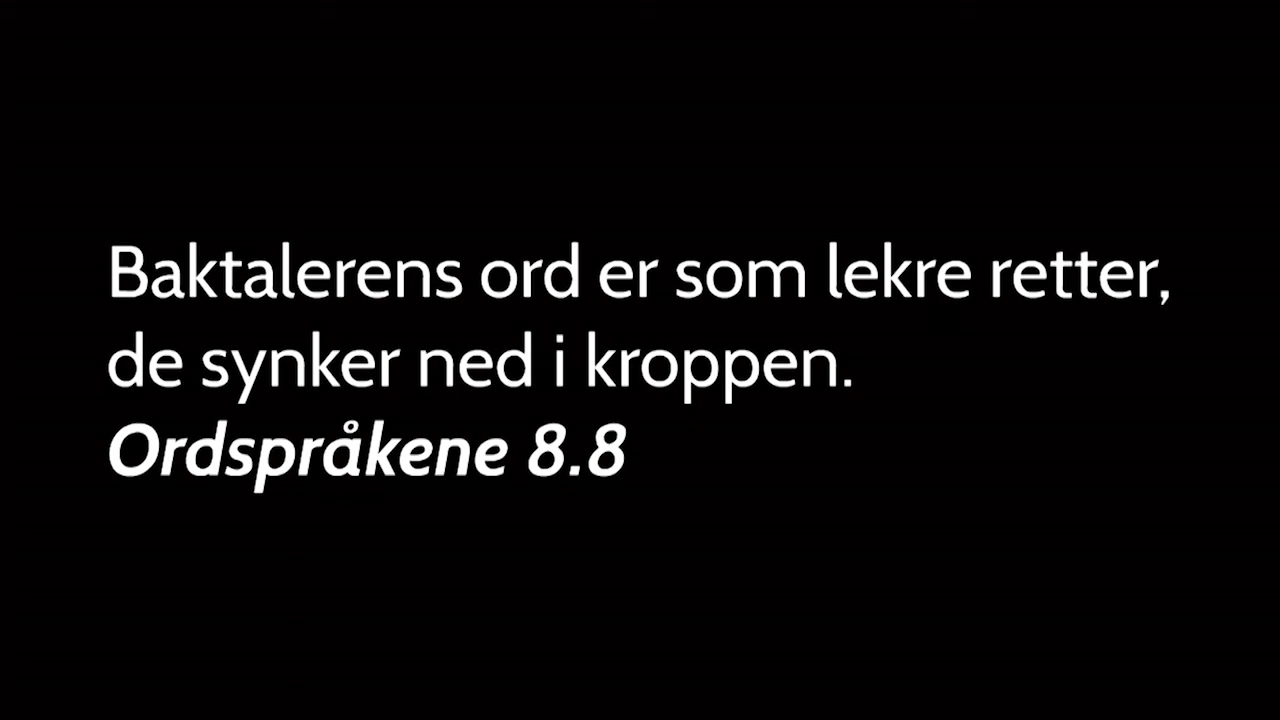 Baktalerens ord er som lekre retter,
de synker ned i kroppen.
Ordspråkene 8.8